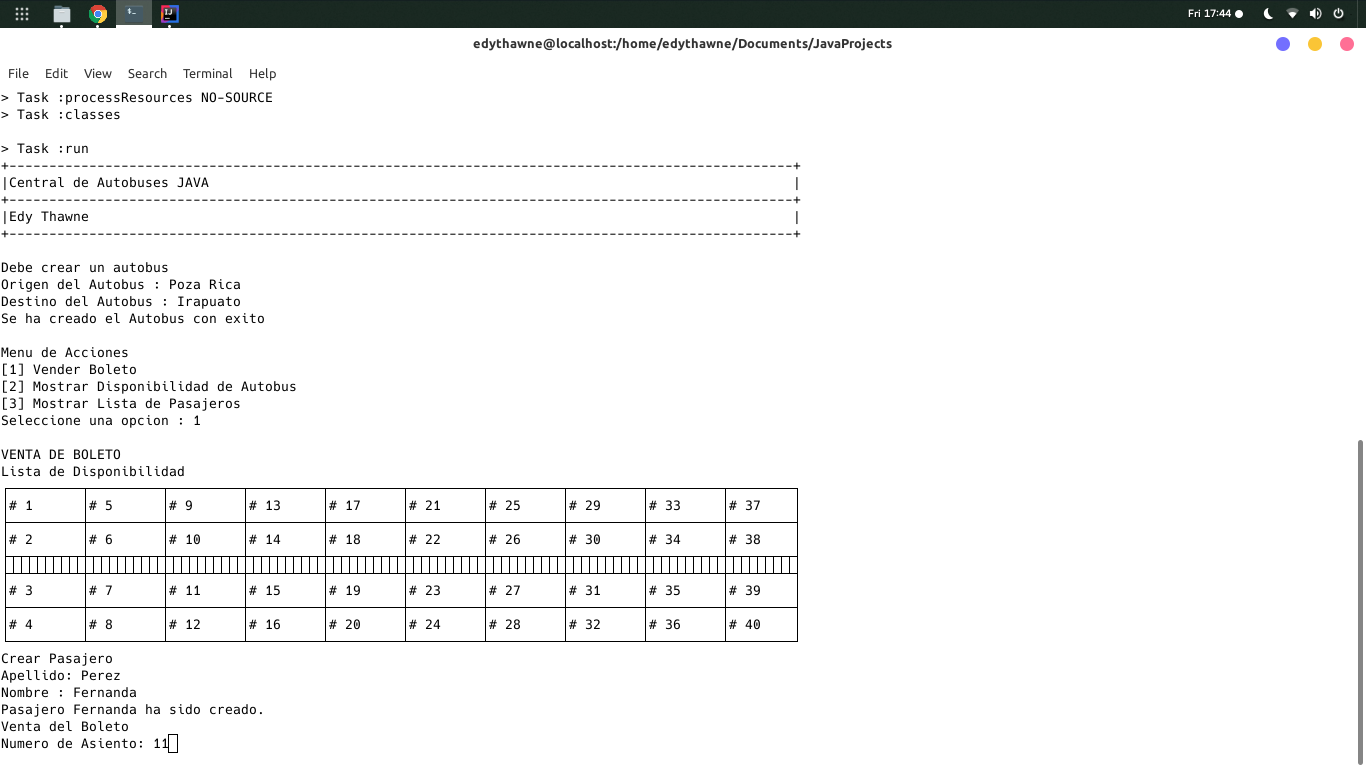 Fri 17:44
edythawne@localhost:/home/edythawne/Documents/JavaProjects
File Edit View Search Terminal Help
> Task :processResources NO-SOURCE
> Task :classes
> Task :run
+--------------------------------------------------------------------------------------------------+
|Central de Autobuses JAVA |
+--------------------------------------------------------------------------------------------------+
|Edy Thawne |
+--------------------------------------------------------------------------------------------------+
Debe crear un autobus
Origen del Autobus : Poza Rica
Destino del Autobus : Irapuato
Se ha creado el Autobus con exito
Menu de Acciones
[1] Vender Boleto
[2] Mostrar Disponibilidad de Autobus
[3] Mostrar Lista de Pasajeros
Seleccione una opcion : 1
VENTA DE BOLETO
Lista de Disponibilidad
# 1 # 5 # 9 # 13 # 17 # 21 # 25 # 29 # 33 # 37
# 2 # 6 # 10 # 14 # 18 # 22 # 26 # 30 # 34 # 38
# 3 # 7 # 11 # 15 # 19 # 23 # 27 # 31 # 35 # 39
# 4 # 8 # 12 # 16 # 20 # 24 # 28 # 32 # 36 # 40
Crear Pasajero
Apellido: Perez
Nombre : Fernanda
Pasajero Fernanda ha sido creado.
Venta del Boleto
Numero de Asiento: 11